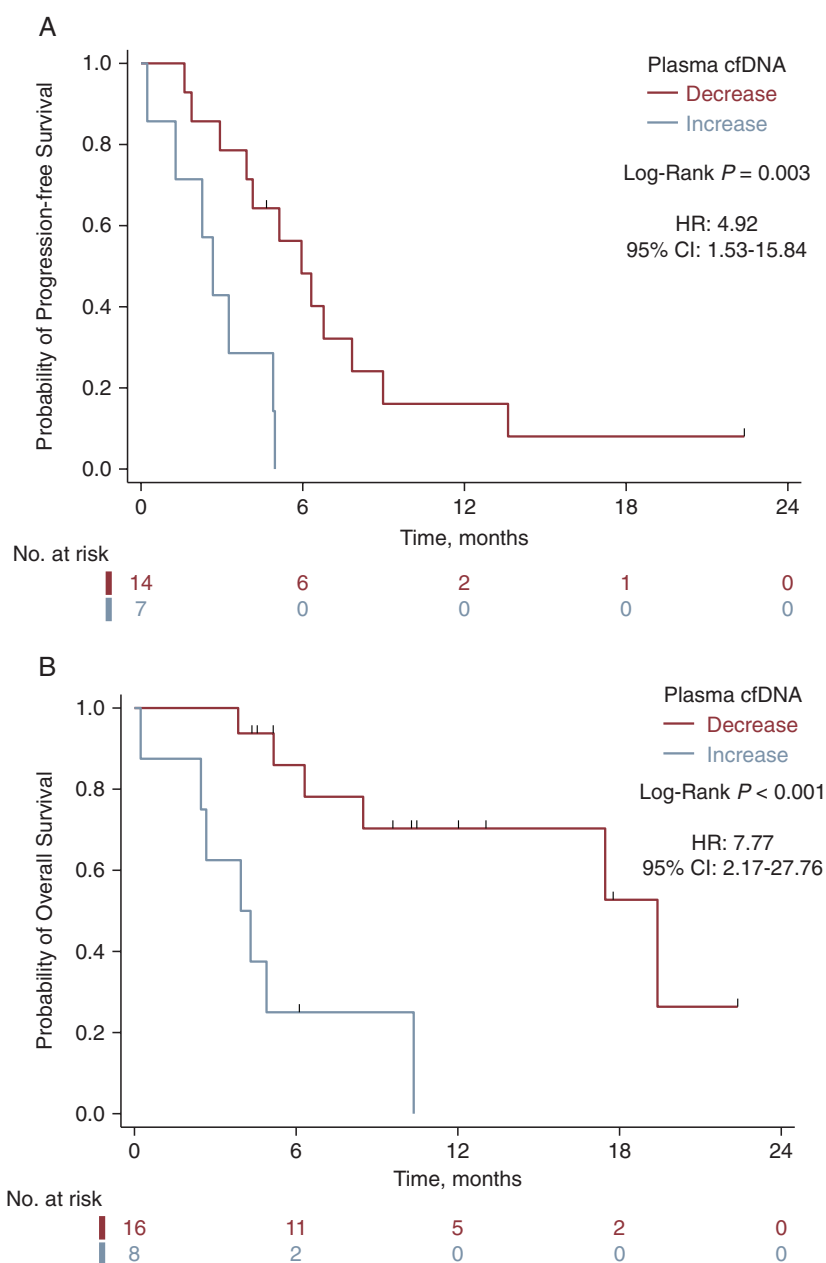 A
Probability of Progression-free Survival
1.0
0.8
0.6
0.4
0.2
0.0
Plasma cfDNA
Decrease
Increase
Log-Rank P = 0.003
HR: 4.92
95% CI: 1.53-15.84
0 6 12 18 24
Time, months
No. at risk
14 6 2 1 0
7 0 0 0 0
B
Probability of Overall Survival
1.0
0.8
0.6
0.4
0.2
0.0
Plasma cfDNA
Decrease
Increase
Log-Rank P < 0.001
HR: 7.77
95% CI: 2.17-27.76
0 6 12 18 24
Time, months
No. at risk
16 11 5 2 0
8 2 0 0 0